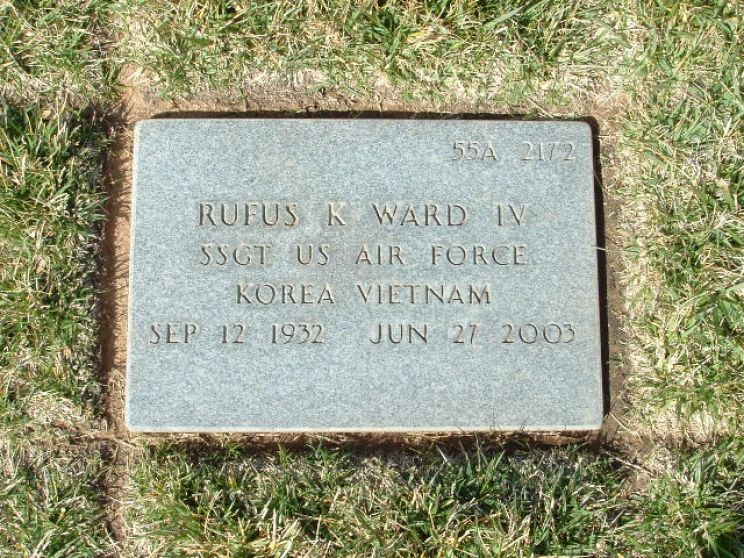 55A 2172
RUFUS K WARD IV
SSGT US AIR FORCE
KOREA VIETNAM
SEP 12 1932 JUN 27 2003